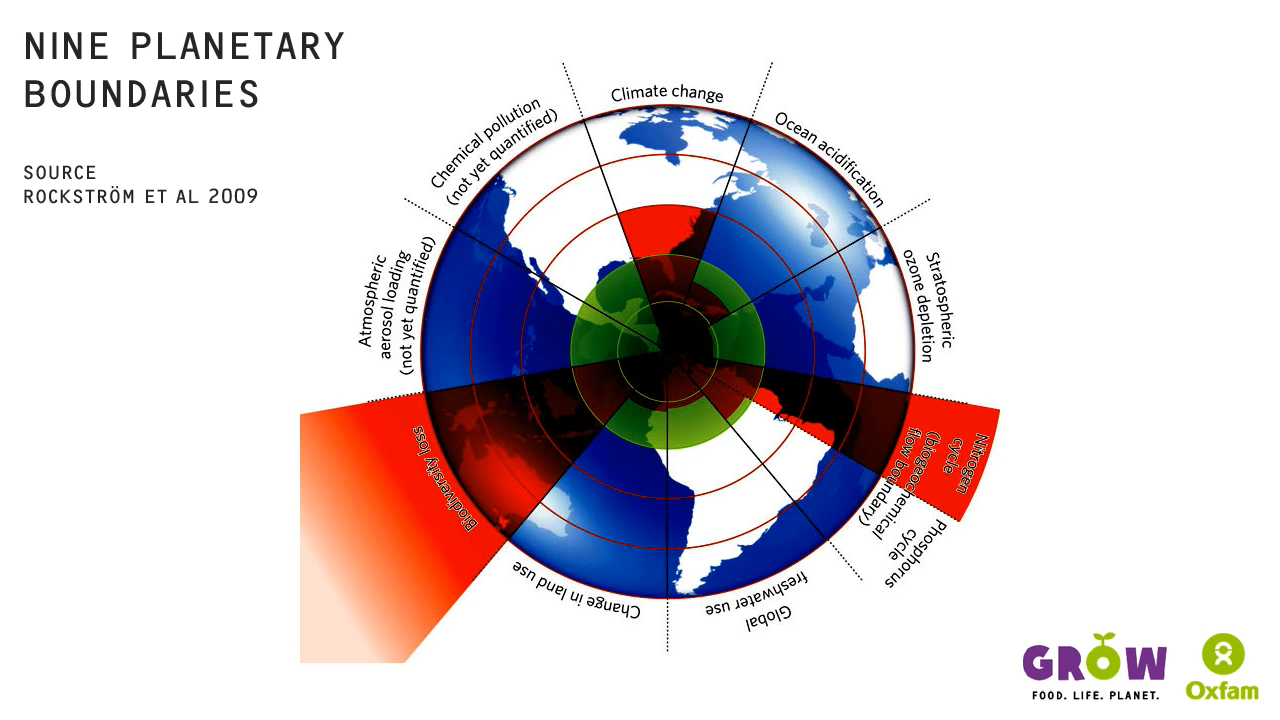 NINE PLANETARY
BOUNDARIES
SOURCE
ROCKSTRÖM ET AL 2009
Climate change
Ocean acidification
Stratospheric
ozone depletion
Nitrogen
cycle
(biogeochemical
flow boundary)
Phosphorus
cycle
Global
freshwater use
Change in land use
Biodiversity loss
Atmospheric
aerosol loading
(not yet quantified)
Chemical pollution
(not yet quantified)
GROW
FOOD. LIFE. PLANET.
Oxfam